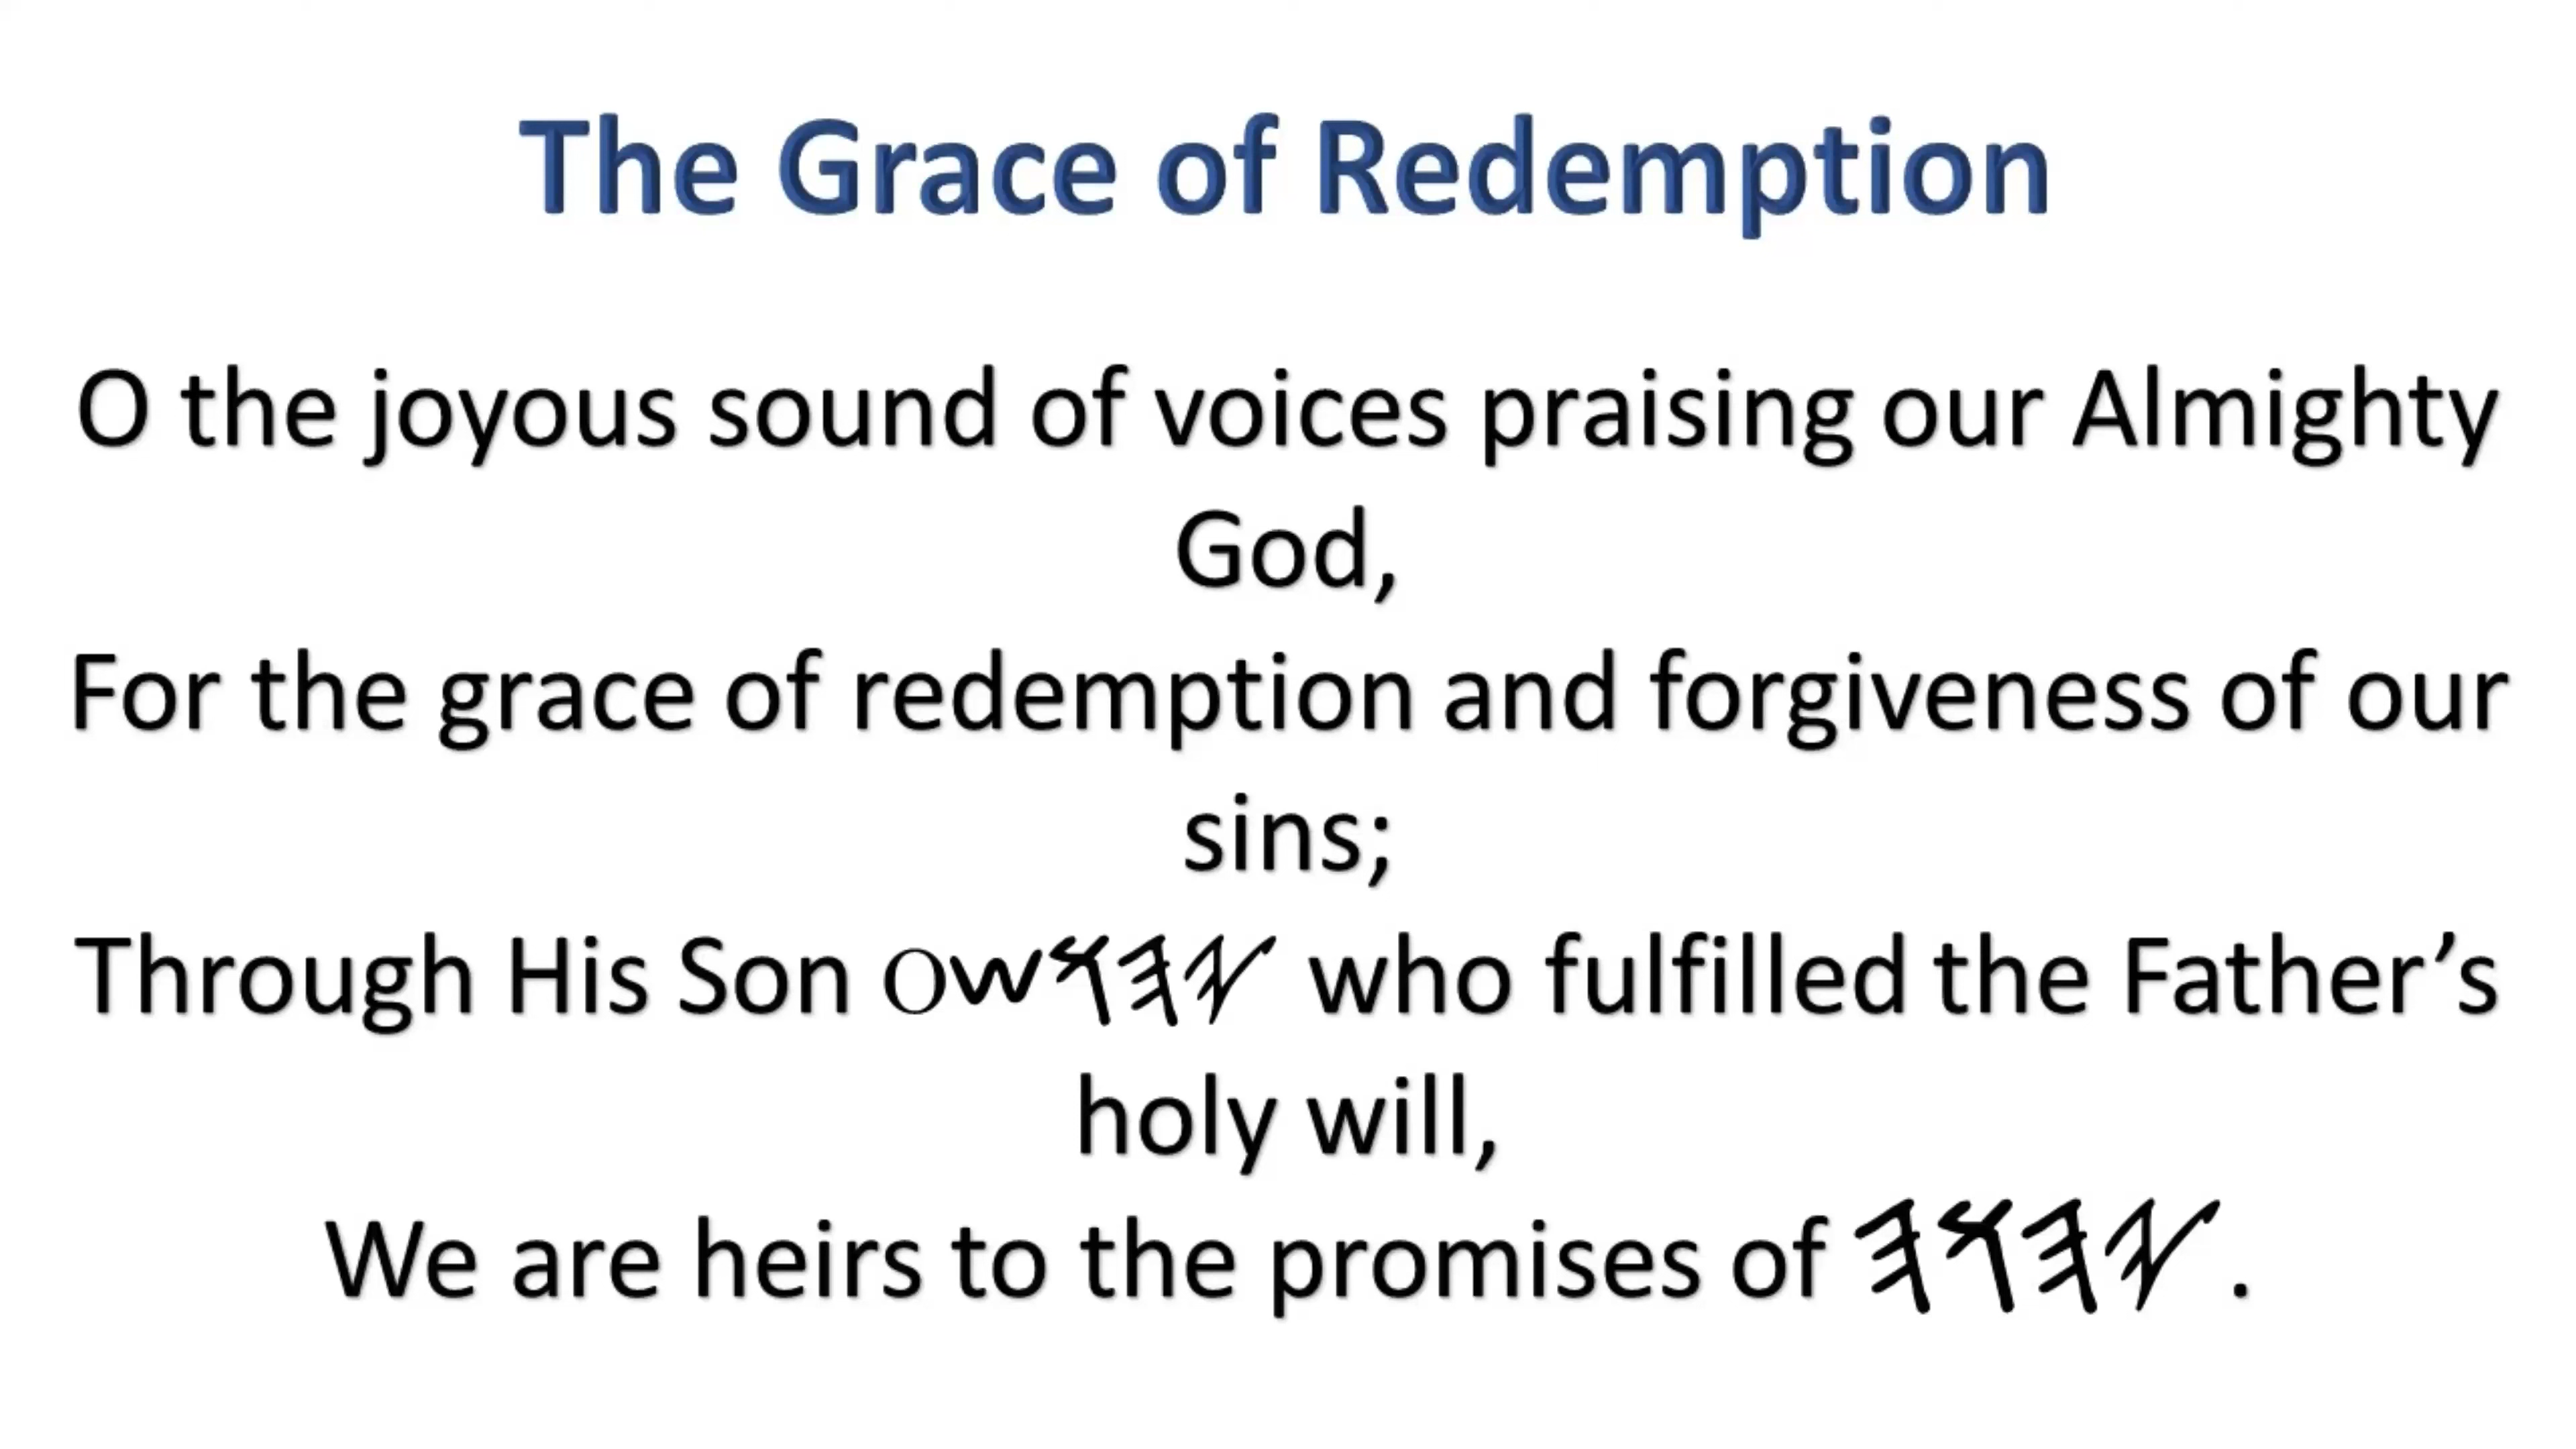 The Grace of Redemption
O the joyous sound of voices praising our Almighty
God,
For the grace of redemption and forgiveness of our
sins;
Through His Son 𐤉𐤄𐤅𐤔𐤏 who fulfilled the Father’s
holy will,
We are heirs to the promises of 𐤉𐤄𐤅𐤄.